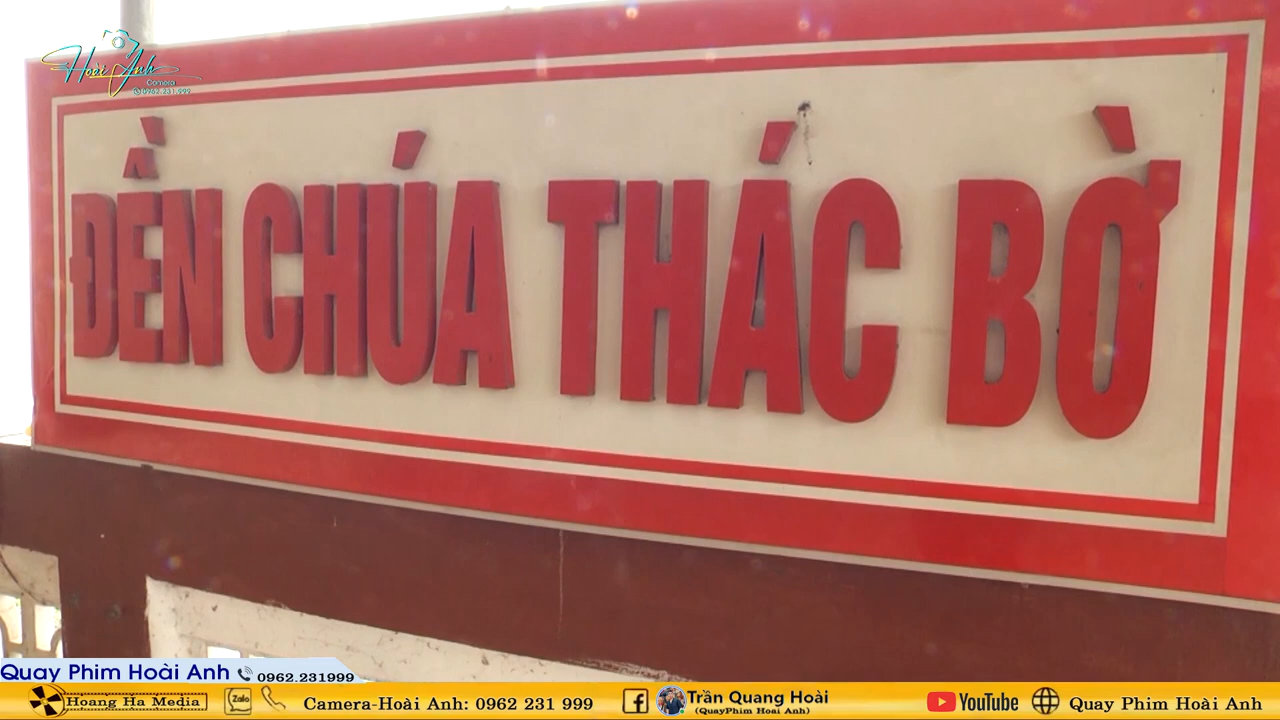 Hoài Anh
Camera
0962.231.999
ĐỀN CHÚA THÁC BỜ
Quay Phim Hoài Anh 0962.231999
Hoang Ha Media Zalo Camera-Hoài Anh: 0962 231 999 Trần Quang Hoài YouTube Quay Phim Hoài Anh
(QuayPhim Hoai Anh)